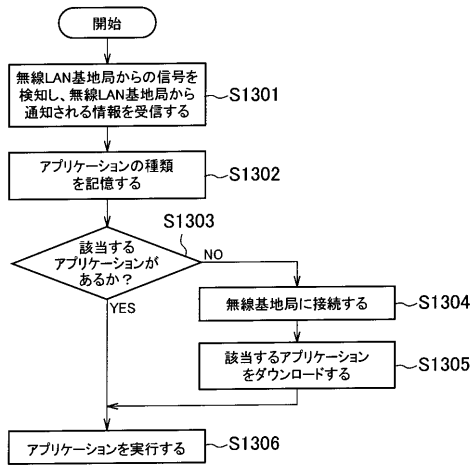 開始
無線LAN基地局からの信号を
検知し、無線LAN基地局から
通知される情報を受信する
S1301
アプリケーションの種類
を記憶する
S1302
S1303
該当する
アプリケーションが
あるか?
NO
YES
無線基地局に接続する
S1304
該当するアプリケーション
をダウンロードする
S1305
アプリケーションを実行する
S1306